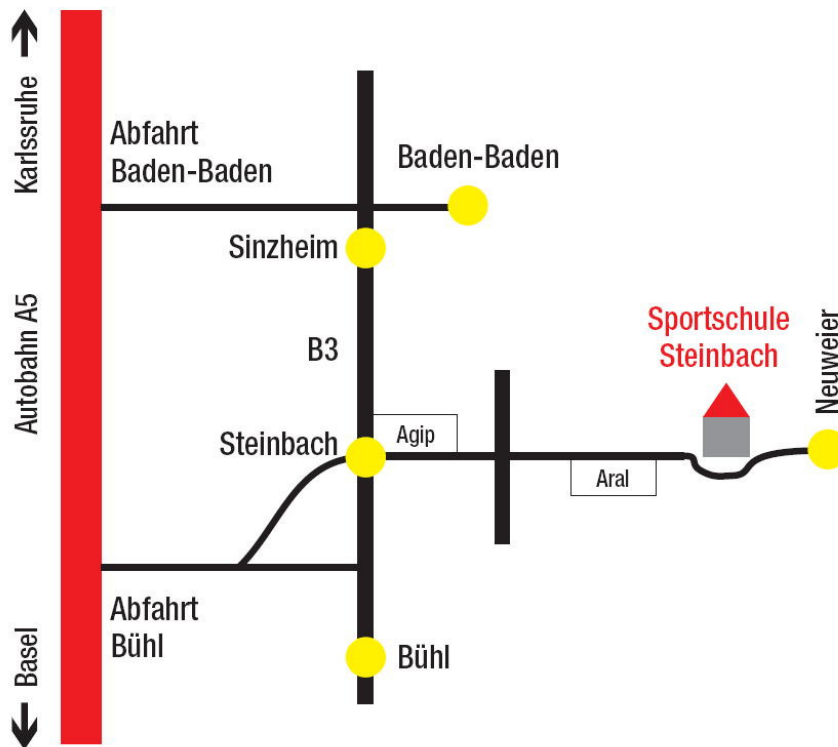 Karlssruhe
Abfahrt
Baden-Baden
Baden-Baden
Sinzheim
Autobahn A5
B3
Sportschule
Steinbach
Neuweier
Steinbach
Agip
Aral
Abfahrt
Bühl
Bühl
Basel